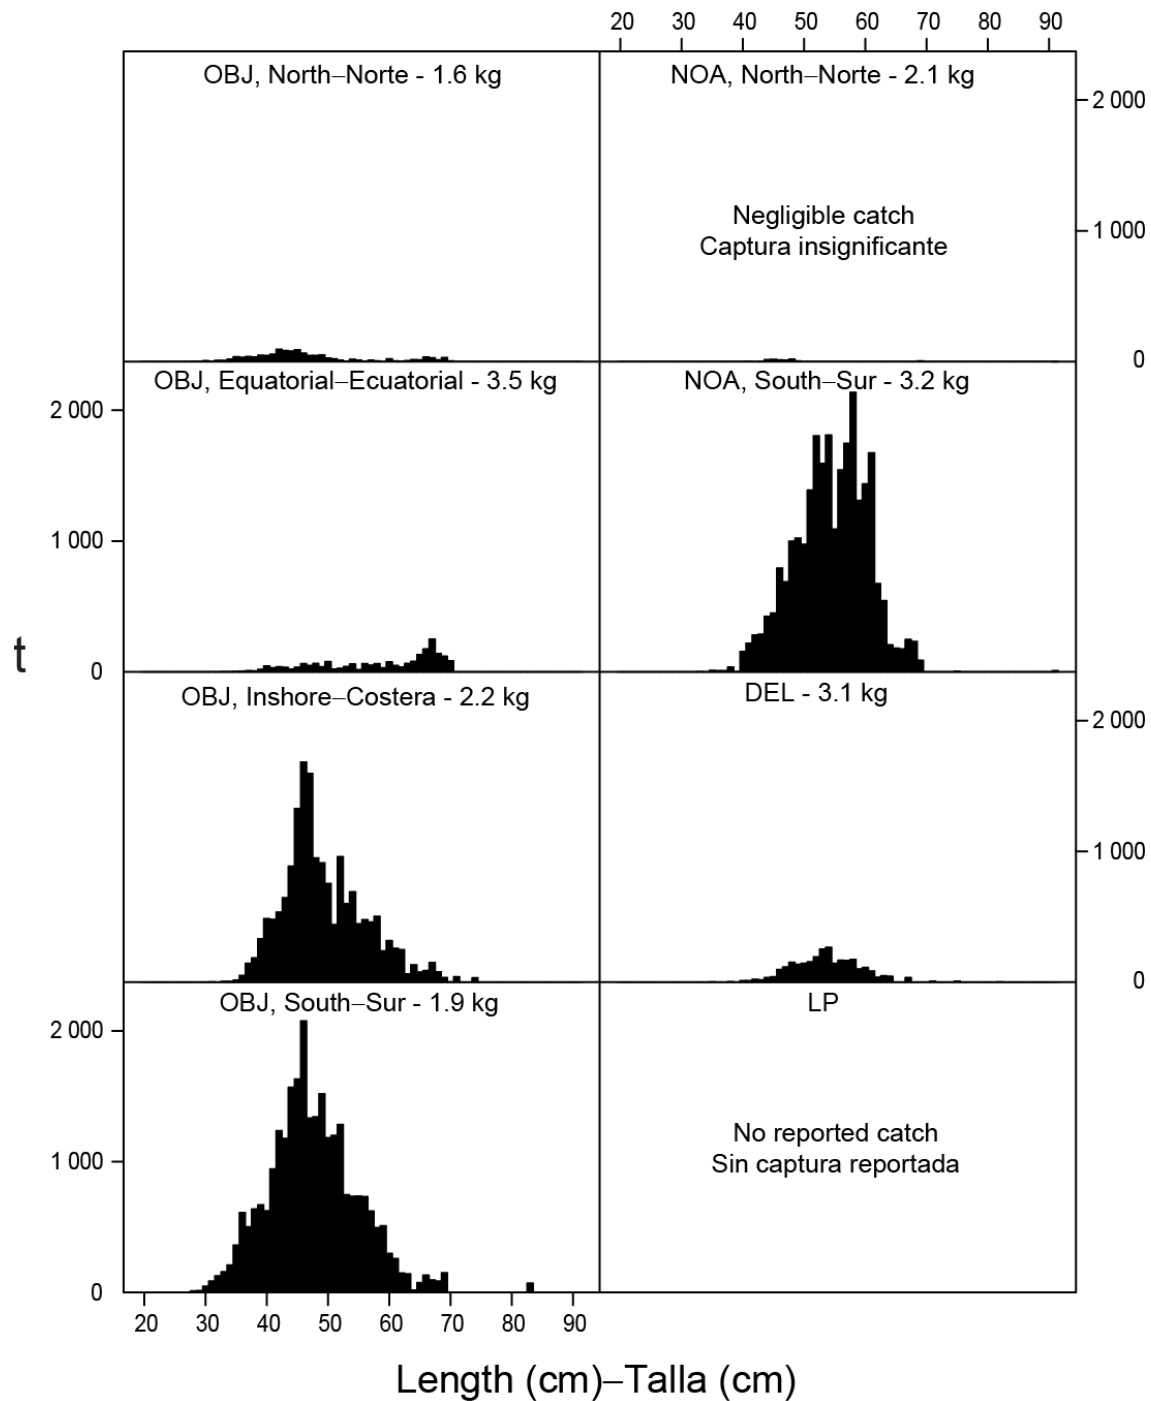 20 30 40 50 60 70 80 90
OBJ, North–Norte - 1.6 kg
NOA, North–Norte - 2.1 kg
2 000
Negligible catch
Captura insignificante
1 000
0
OBJ, Equatorial–Ecuatorial - 3.5 kg
NOA, South–Sur - 3.2 kg
2 000
1 000
t
0
OBJ, Inshore–Costera - 2.2 kg
DEL - 3.1 kg
2 000
1 000
0
OBJ, South–Sur - 1.9 kg
LP
2 000
No reported catch
Sin captura reportada
1 000
0
20 30 40 50 60 70 80 90
Length (cm)–Talla (cm)